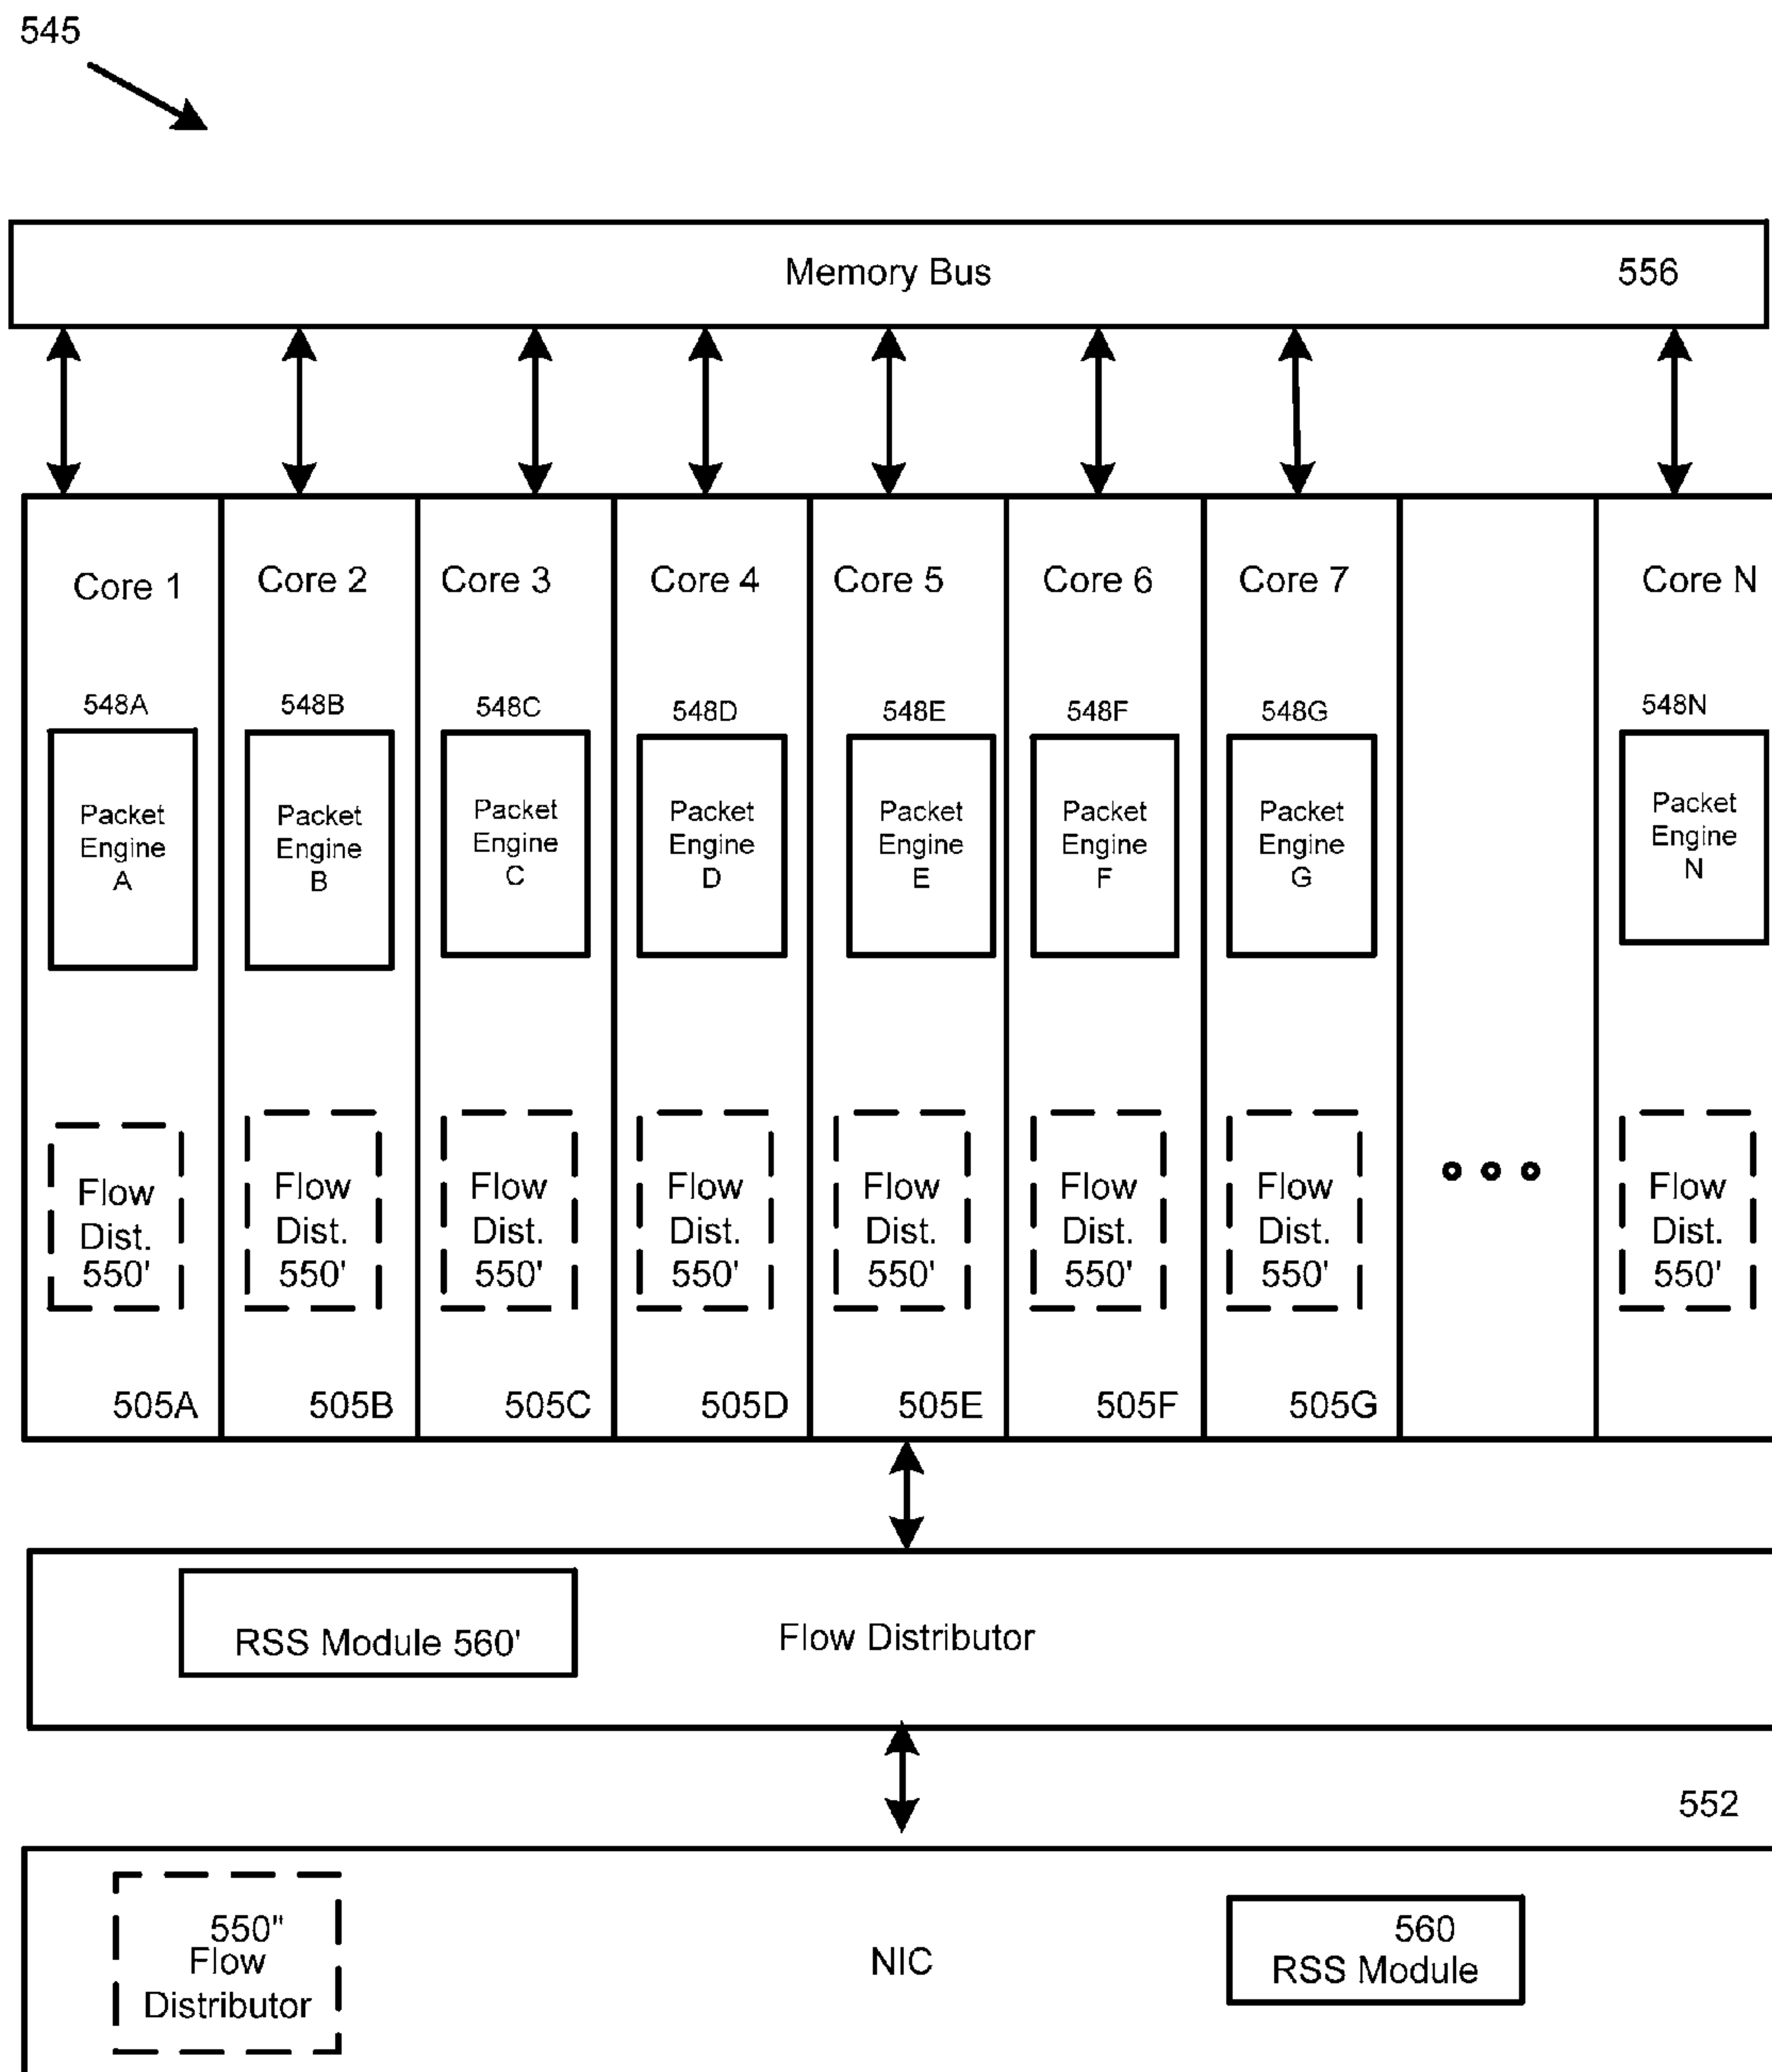 545
Memory Bus 556
Core 1 Core 2 Core 3 Core 4 Core 5 Core 6 Core 7 Core N
548A 548B 548C 548D 548E 548F 548G 548N
Packet Packet Packet Packet Packet Packet Packet Packet
Engine Engine Engine Engine Engine Engine Engine Engine
A B C D E F G N
Flow Flow Flow Flow Flow Flow Flow Flow
Dist. Dist. Dist. Dist. Dist. Dist. Dist. Dist.
550' 550' 550' 550' 550' 550' 550' 550'
505A 505B 505C 505D 505E 505F 505G
RSS Module 560' Flow Distributor
552
550"
Flow
Distributor
NIC
560
RSS Module